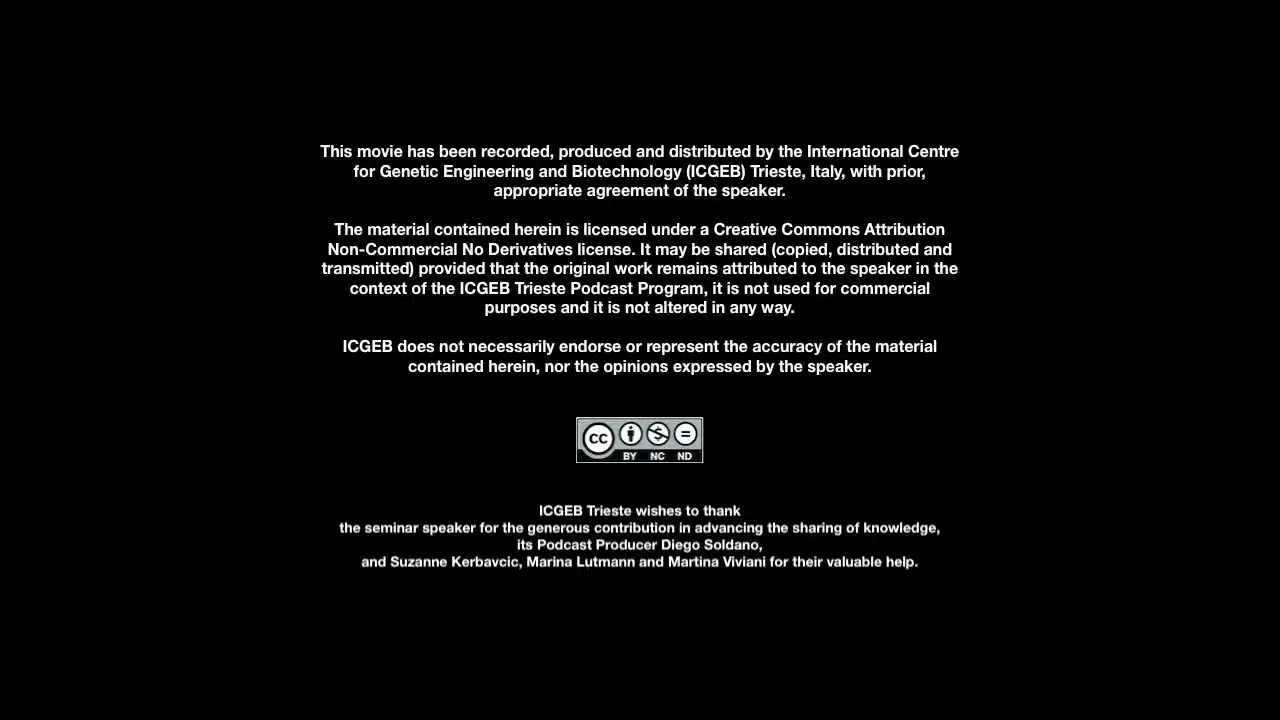 This movie has been recorded, produced and distributed by the International Centre
for Genetic Engineering and Biotechnology (ICGEB) Trieste, Italy, with prior,
appropriate agreement of the speaker.
The material contained herein is licensed under a Creative Commons Attribution
Non-Commercial No Derivatives license. It may be shared (copied, distributed and
transmitted) provided that the original work remains attributed to the speaker in the
context of the ICGEB Trieste Podcast Program, it is not used for commercial
purposes and it is not altered in any way.
ICGEB does not necessarily endorse or represent the accuracy of the material
contained herein, nor the opinions expressed by the speaker.
CC
BY NC ND
ICGEB Trieste wishes to thank
the seminar speaker for the generous contribution in advancing the sharing of knowledge,
its Podcast Producer Diego Soldano,
and Suzanne Kerbavcic, Marina Lutmann and Martina Viviani for their valuable help.